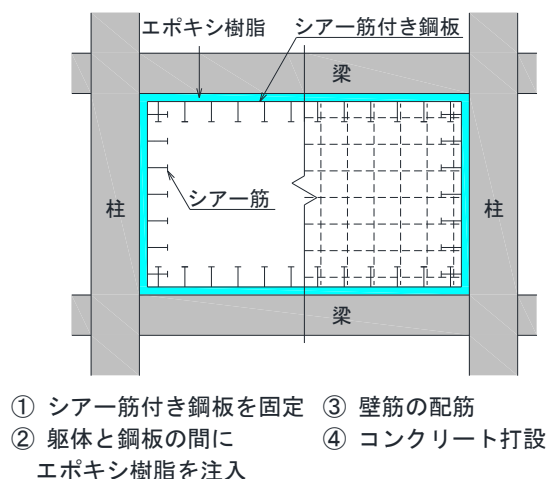 エポキシ樹脂
シアー筋付き鋼板
梁
柱
シアー筋
柱
梁
① シアー筋付き鋼板を固定
② 躯体と鋼板の間に
エポキシ樹脂を注入
③ 壁筋の配筋
④ コンクリート打設